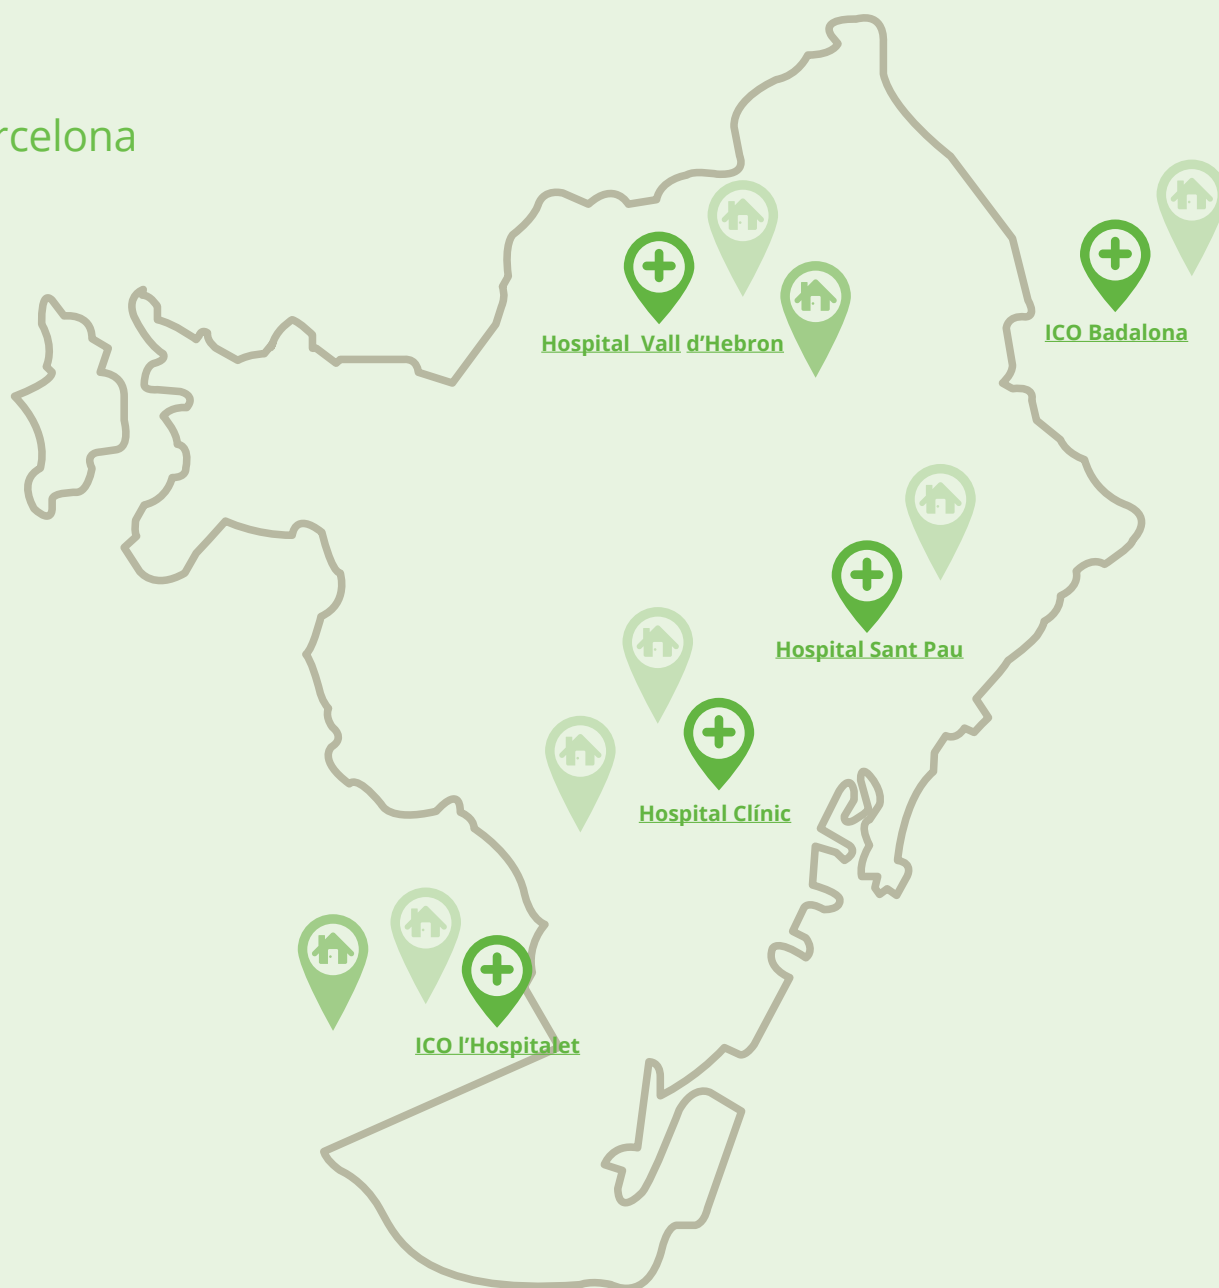 rcelona
ICO Badalona
Hospital Vall d’Hebron
Hospital Sant Pau
Hospital Clínic
ICO l’Hospitalet